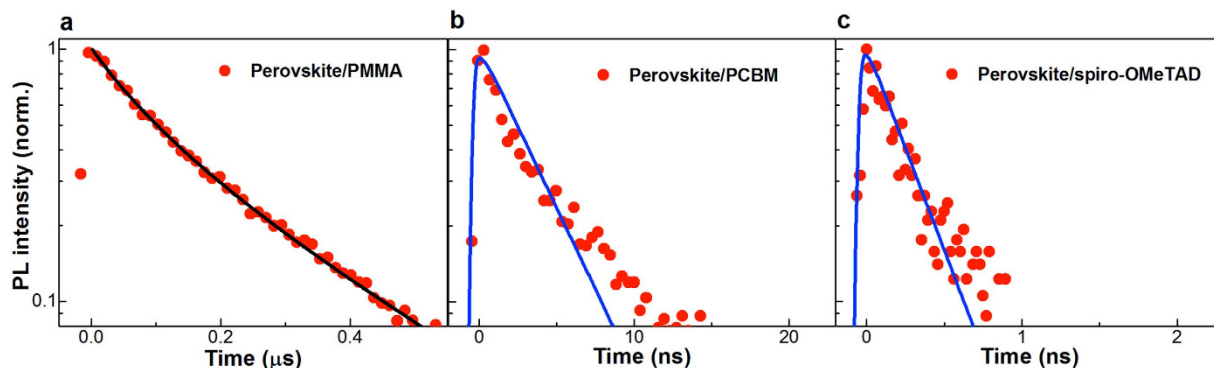 a
b
c
PL intensity (norm.)
1
0.1
Perovskite/PMMA
0.0
0.2
0.4
Time (μs)
Perovskite/PCBM
0
10
20
Time (ns)
Perovskite/spiro-OMeTAD
0
1
2
Time (ns)